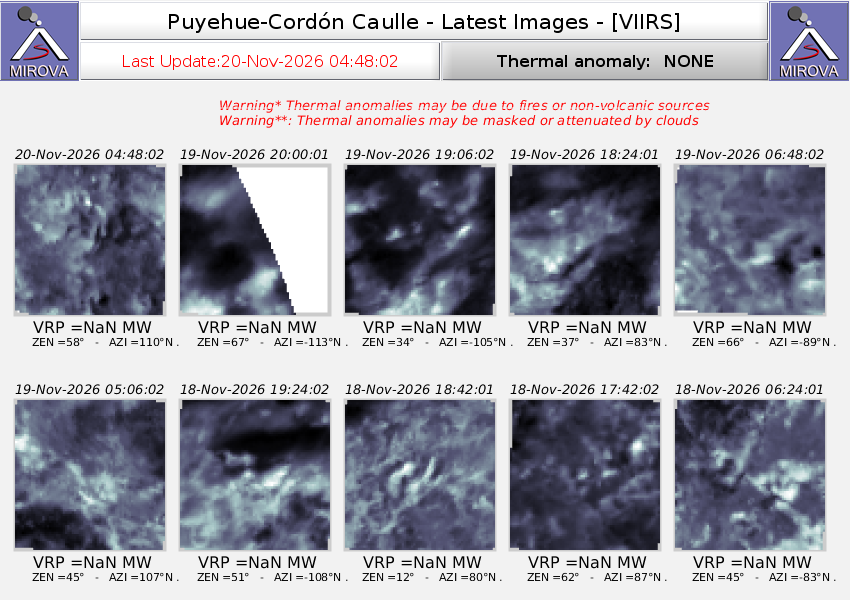 Puyehue-Cordón Caulle - Latest Images - [VIIRS]
MIROVA
Last Update:20-Nov-2026 04:48:02
Thermal anomaly: NONE
MIROVA
Warning* Thermal anomalies may be due to fires or non-volcanic sources
Warning**: Thermal anomalies may be masked or attenuated by clouds
20-Nov-2026 04:48:02
19-Nov-2026 20:00:01
19-Nov-2026 19:06:02
19-Nov-2026 18:24:01
19-Nov-2026 06:48:02
VRP =NaN MW
VRP =NaN MW
VRP =NaN MW
VRP =NaN MW
VRP =NaN MW
ZEN =58° - AZI =110°N .
ZEN =67° - AZI =-113°N .
ZEN =34° - AZI =-105°N .
ZEN =37° - AZI =83°N .
ZEN =66° - AZI =-89°N .
19-Nov-2026 05:06:02
18-Nov-2026 19:24:02
18-Nov-2026 18:42:01
18-Nov-2026 17:42:02
18-Nov-2026 06:24:01
VRP =NaN MW
VRP =NaN MW
VRP =NaN MW
VRP =NaN MW
VRP =NaN MW
ZEN =45° - AZI =107°N .
ZEN =51° - AZI =-108°N .
ZEN =12° - AZI =80°N .
ZEN =62° - AZI =87°N .
ZEN =45° - AZI =-83°N .